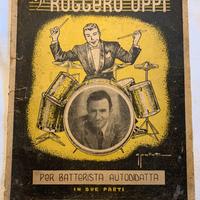 RUGGERO OPPI
PER BATTERISTA AUTODIDATTA
IN DUE PARTI